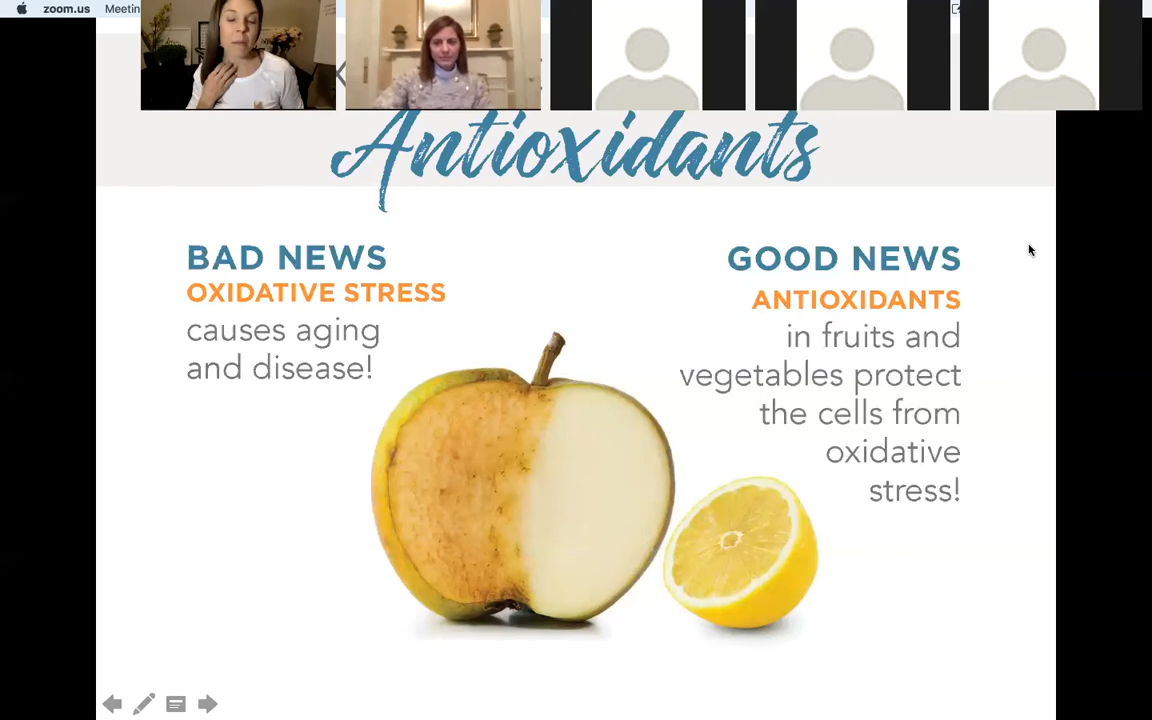 zoom.us Meetin
Antioxidants
BAD NEWS
OXIDATIVE STRESS
causes aging
and disease!
GOOD NEWS
ANTIOXIDANTS
in fruits and
vegetables protect
the cells from
oxidative
stress!